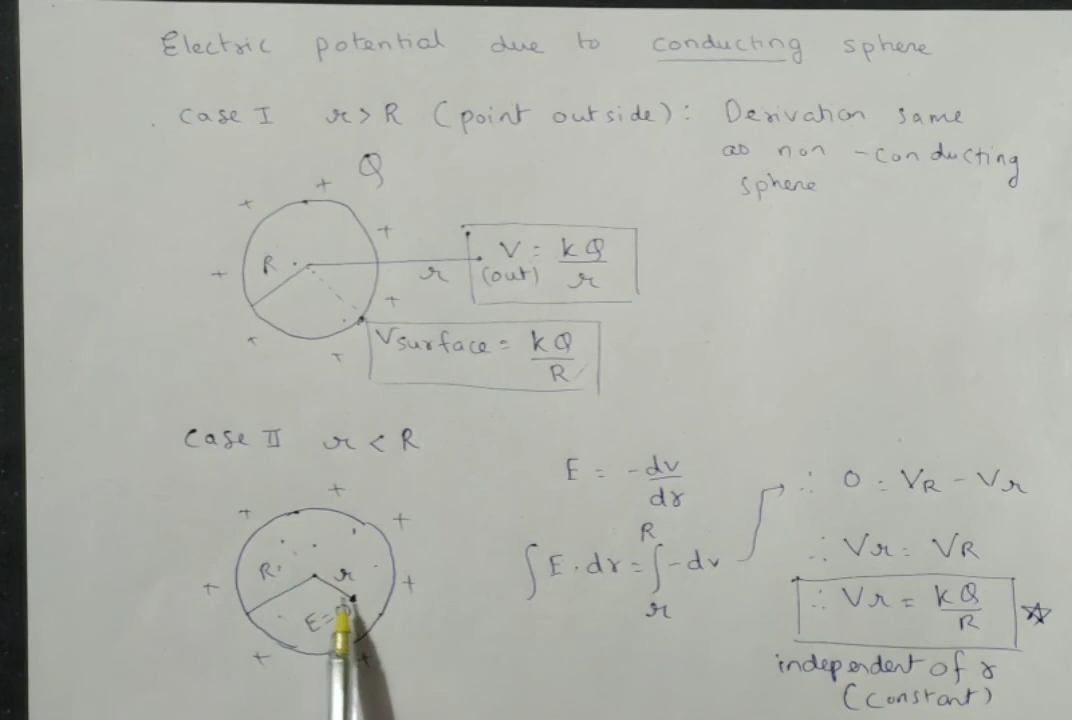 Electric potential due to conducting sphere
Case I r > R (point outside) : Derivation same
as non-conducting
sphere
Q
+ + + + + + +
R
r
V(out) = kQ/r
Vsurface = kQ/R
Case II r < R
+ + + + + + +
R
r
E =
E = -dv/dr
∫ E . dr = ∫ᵣᴿ -dv
∴ 0 = VR - Vr
∴ Vr = VR
∴ Vr = kQ/R ☆
independent of r
(constant)